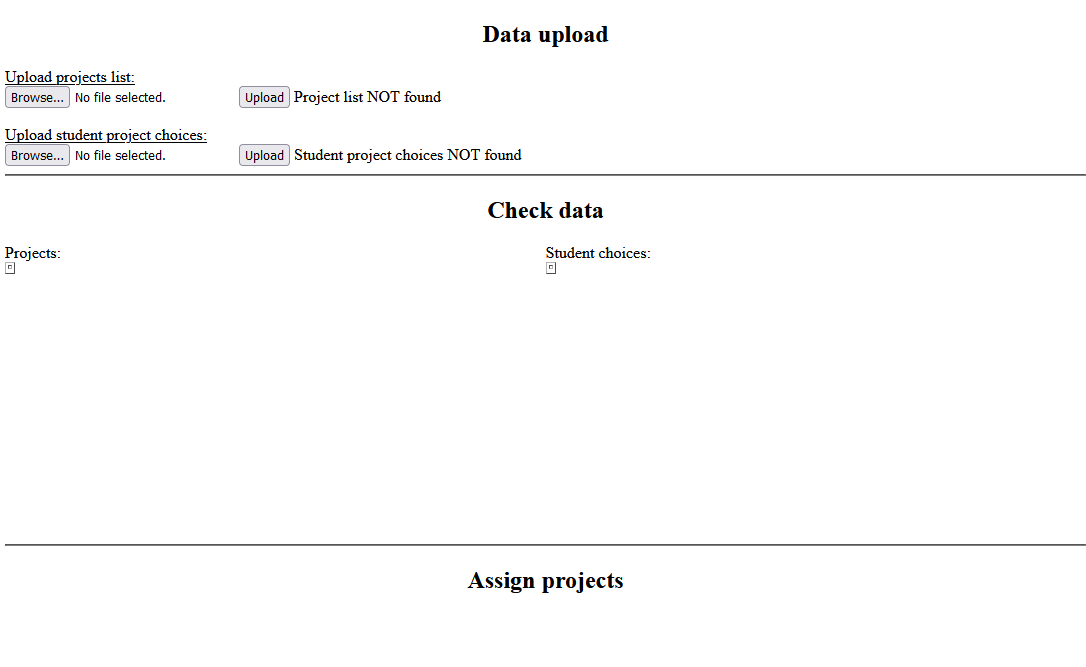 Data upload
Upload projects list:
Browse... No file selected. Upload Project list NOT found
Upload student project choices:
Browse... No file selected. Upload Student project choices NOT found
Check data
Projects: Student choices:
Assign projects